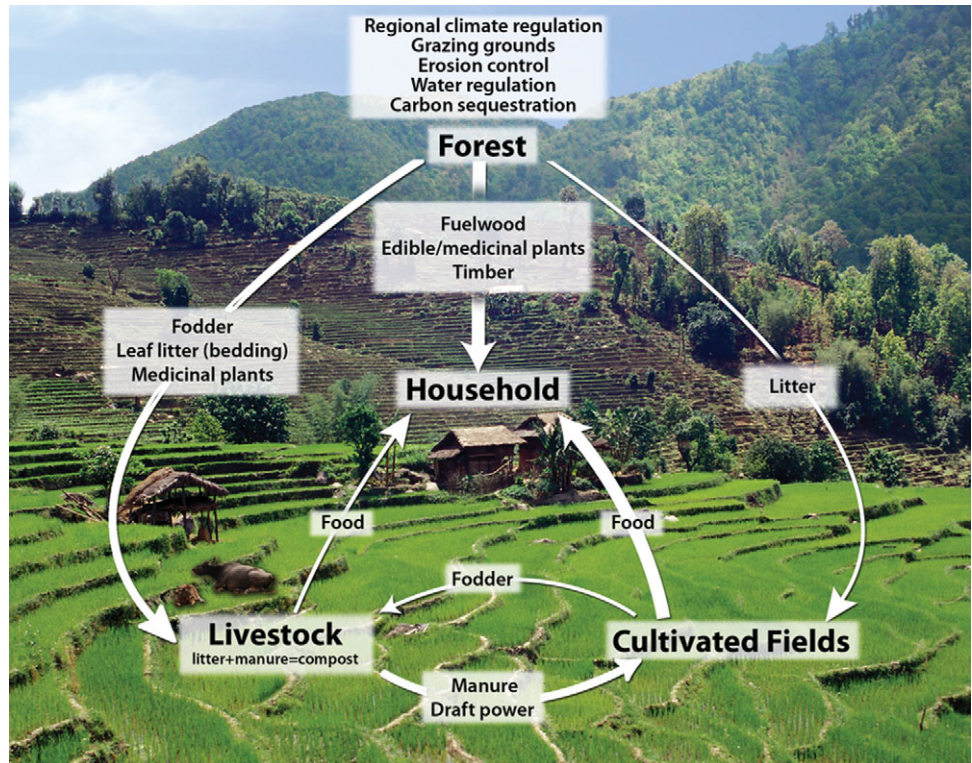 Regional climate regulation
Grazing grounds
Erosion control
Water regulation
Carbon sequestration
Forest
Fuelwood
Edible/medicinal plants
Timber
Fodder
Leaf litter (bedding)
Medicinal plants
Household
Litter
Food
Food
Fodder
Livestock
litter+manure=compost
Cultivated Fields
Manure
Draft power